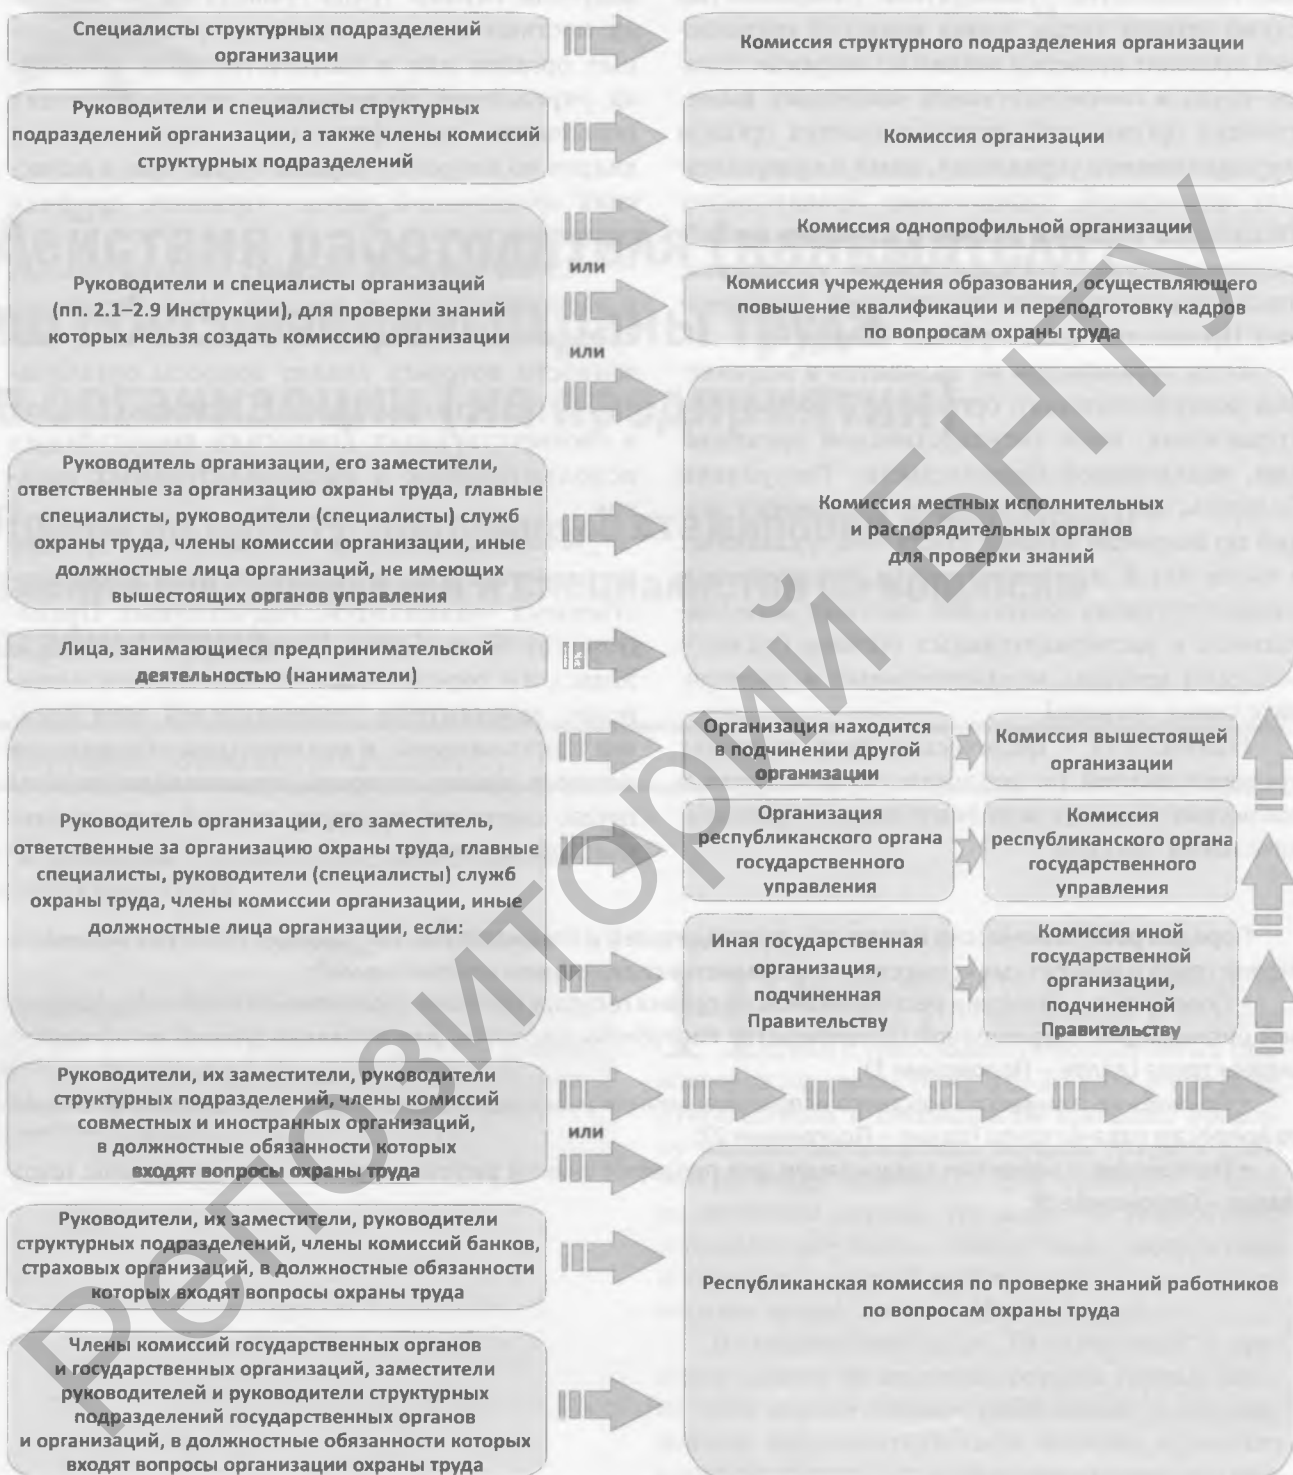 Специалисты структурных подразделений
организации
Комиссия структурного подразделения организации
Руководители и специалисты структурных
подразделений организации, а также члены комиссий
структурных подразделений
Комиссия организации
Руководители и специалисты организаций
(пп. 2.1–2.9 Инструкции), для проверки знаний
которых нельзя создать комиссию организации
Комиссия однопрофильной организации
или
Комиссия учреждения образования, осуществляющего
повышение квалификации и переподготовку кадров
по вопросам охраны труда
или
Руководитель организации, его заместители,
ответственные за организацию охраны труда, главные
специалисты, руководители (специалисты) служб
охраны труда, члены комиссии организации, иные
должностные лица организаций, не имеющих
вышестоящих органов управления
Комиссия местных исполнительных
и распорядительных органов
для проверки знаний
Лица, занимающиеся предпринимательской
деятельностью (наниматели)
Руководитель организации, его заместитель,
ответственные за организацию охраны труда, главные
специалисты, руководители (специалисты) служб
охраны труда, члены комиссии организации, иные
должностные лица организации, если:
Организация находится
в подчинении другой
организации
Комиссия вышестоящей
организации
Организация
республиканского органа
государственного
управления
Комиссия
республиканского органа
государственного
управления
Иная государственная
организация,
подчиненная
Правительству
Комиссия иной
государственной
организации,
подчиненной
Правительству
Руководители, их заместители, руководители
структурных подразделений, члены комиссий
совместных и иностранных организаций,
в должностные обязанности которых
входят вопросы охраны труда
или
Руководители, их заместители, руководители
структурных подразделений, члены комиссий банков,
страховых организаций, в должностные обязанности
которых входят вопросы охраны труда
Республиканская комиссия по проверке знаний работников
по вопросам охраны труда
Члены комиссий государственных органов
и государственных организаций, заместители
руководителей и руководители структурных
подразделений государственных органов
и организаций, в должностные обязанности которых
входят вопросы организации охраны труда
Репозиторий БНТУ